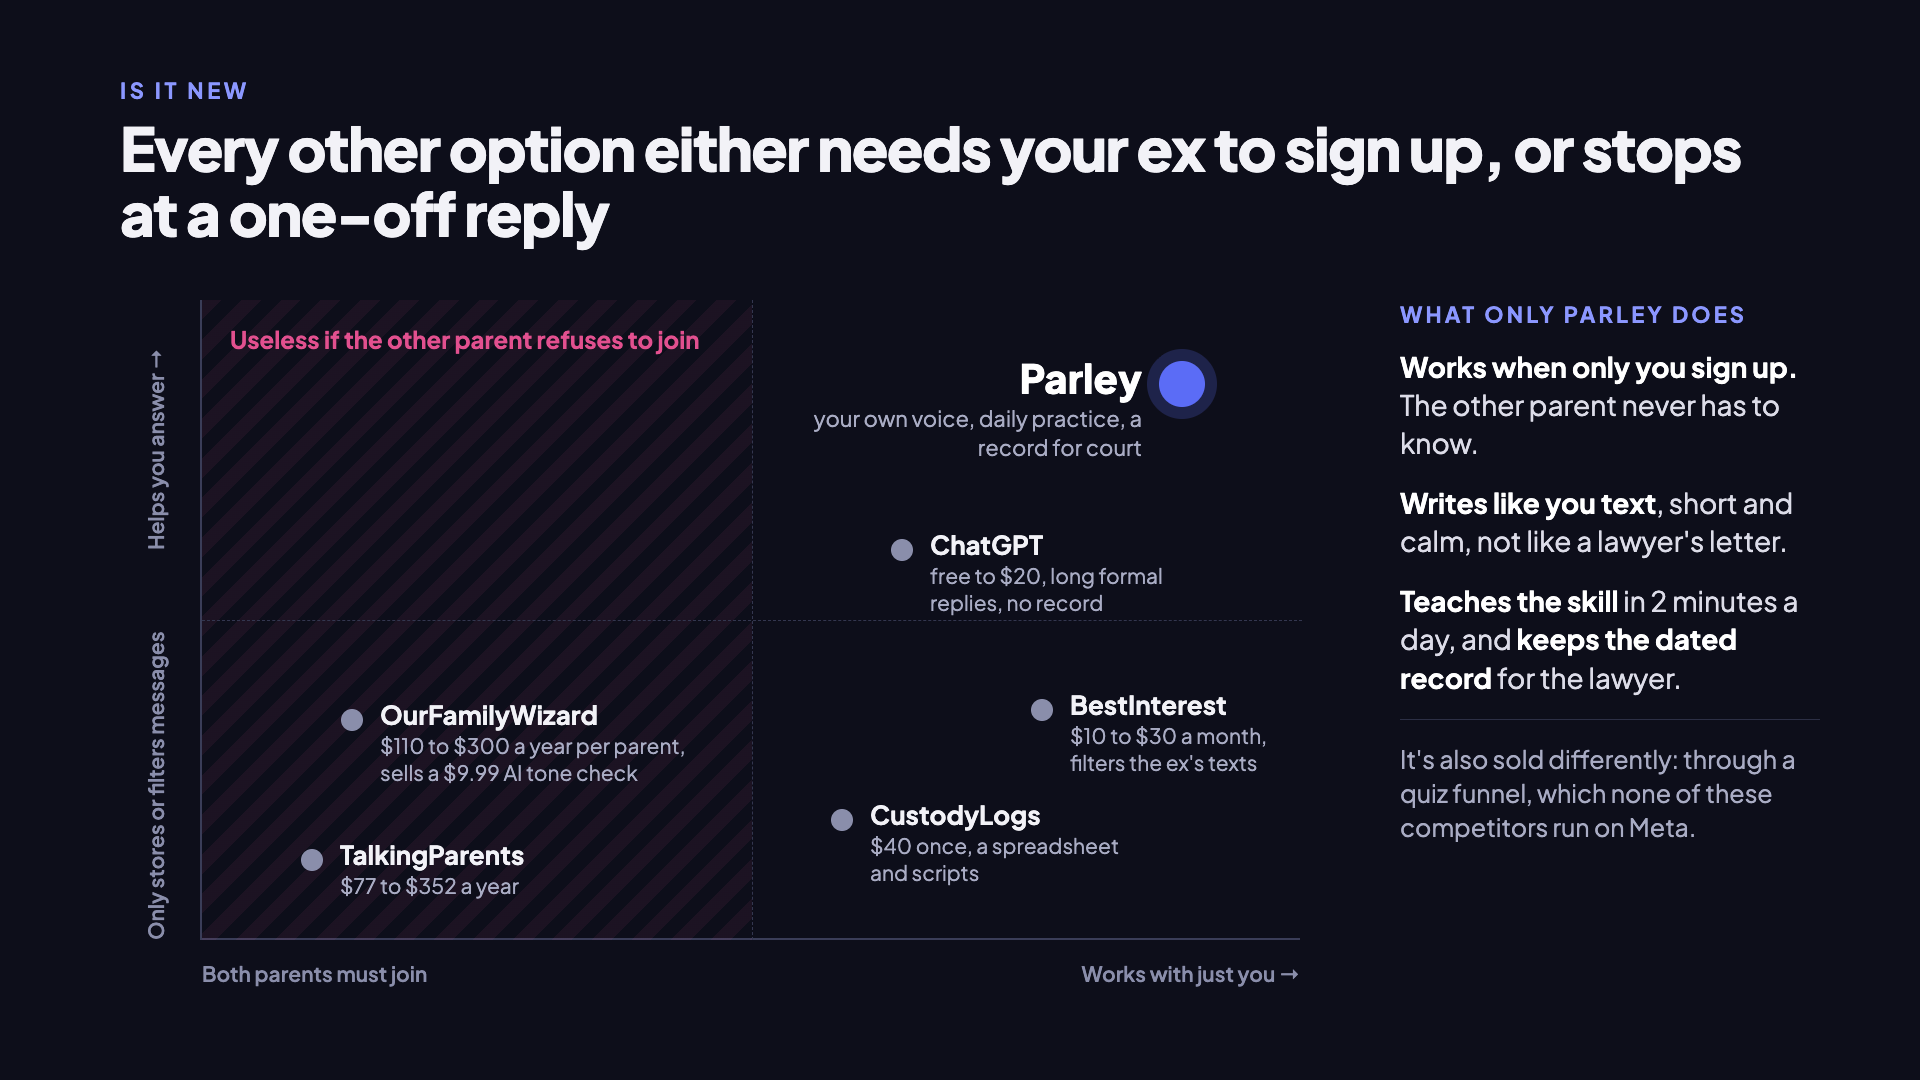 IS IT NEW
Every other option either needs your ex to sign up, or stops
at a one-off reply
Helps you answer →
Only stores or filters messages
Useless if the other parent refuses to join
Parley
your own voice, daily practice, a
record for court
ChatGPT
free to $20, long formal
replies, no record
OurFamilyWizard
$110 to $300 a year per parent,
sells a $9.99 AI tone check
TalkingParents
$77 to $352 a year
BestInterest
$10 to $30 a month,
filters the ex's texts
CustodyLogs
$40 once, a spreadsheet
and scripts
Both parents must join
Works with just you →
WHAT ONLY PARLEY DOES
Works when only you sign up.
The other parent never has to
know.
Writes like you text, short and
calm, not like a lawyer's letter.
Teaches the skill in 2 minutes a
day, and keeps the dated
record for the lawyer.
It's also sold differently: through a
quiz funnel, which none of these
competitors run on Meta.